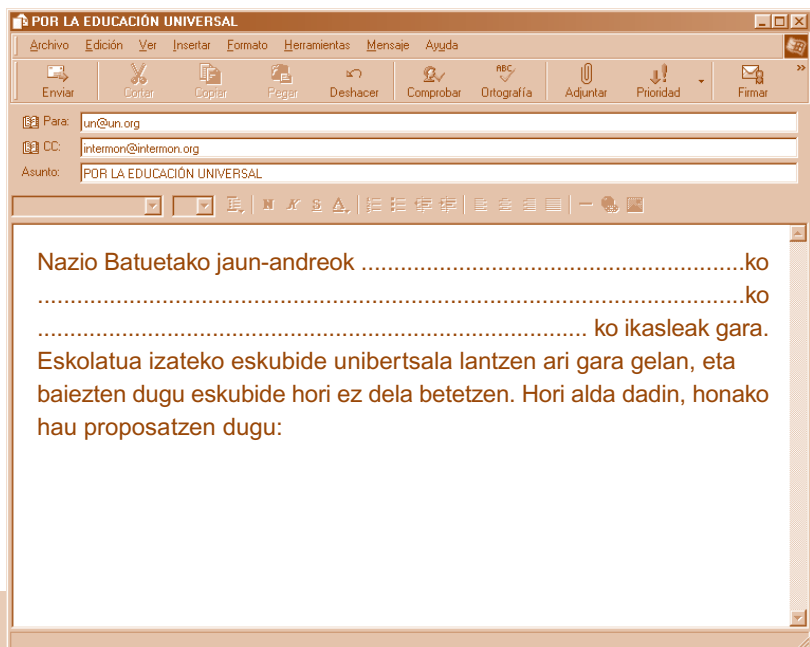 POR LA EDUCACIÓN UNIVERSAL
Archivo Edición Ver Insertar Formato Herramientas Mensaje Ayuda
Enviar Cortar Copiar Pegar Deshacer Comprobar Ortografía Adjuntar Prioridad Firmar
Para: un@un.org
CC: intermon@intermon.org
Asunto: POR LA EDUCACIÓN UNIVERSAL
Nazio Batuetako jaun-andreok ..........................................................ko
...........................................................................................ko
..................................................................... ko ikasleak gara.
Eskolatua izateko eskubide unibertsala lantzen ari gara gelan, eta
baiezten dugu eskubide hori ez dela betetzen. Hori alda dadin, honako
hau proposatzen dugu: